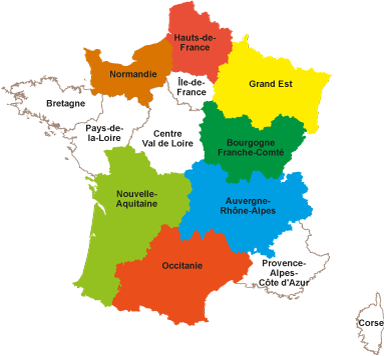 Hauts-de-
France
Normandie
Île-de-
France
Grand Est
Bretagne
Pays-de-
la-Loire
Centre
Val de Loire
Bourgogne
Franche-Comté
Nouvelle-
Aquitaine
Auvergne-
Rhône-Alpes
Occitanie
Provence-
Alpes-
Côte d'Azur
Corse